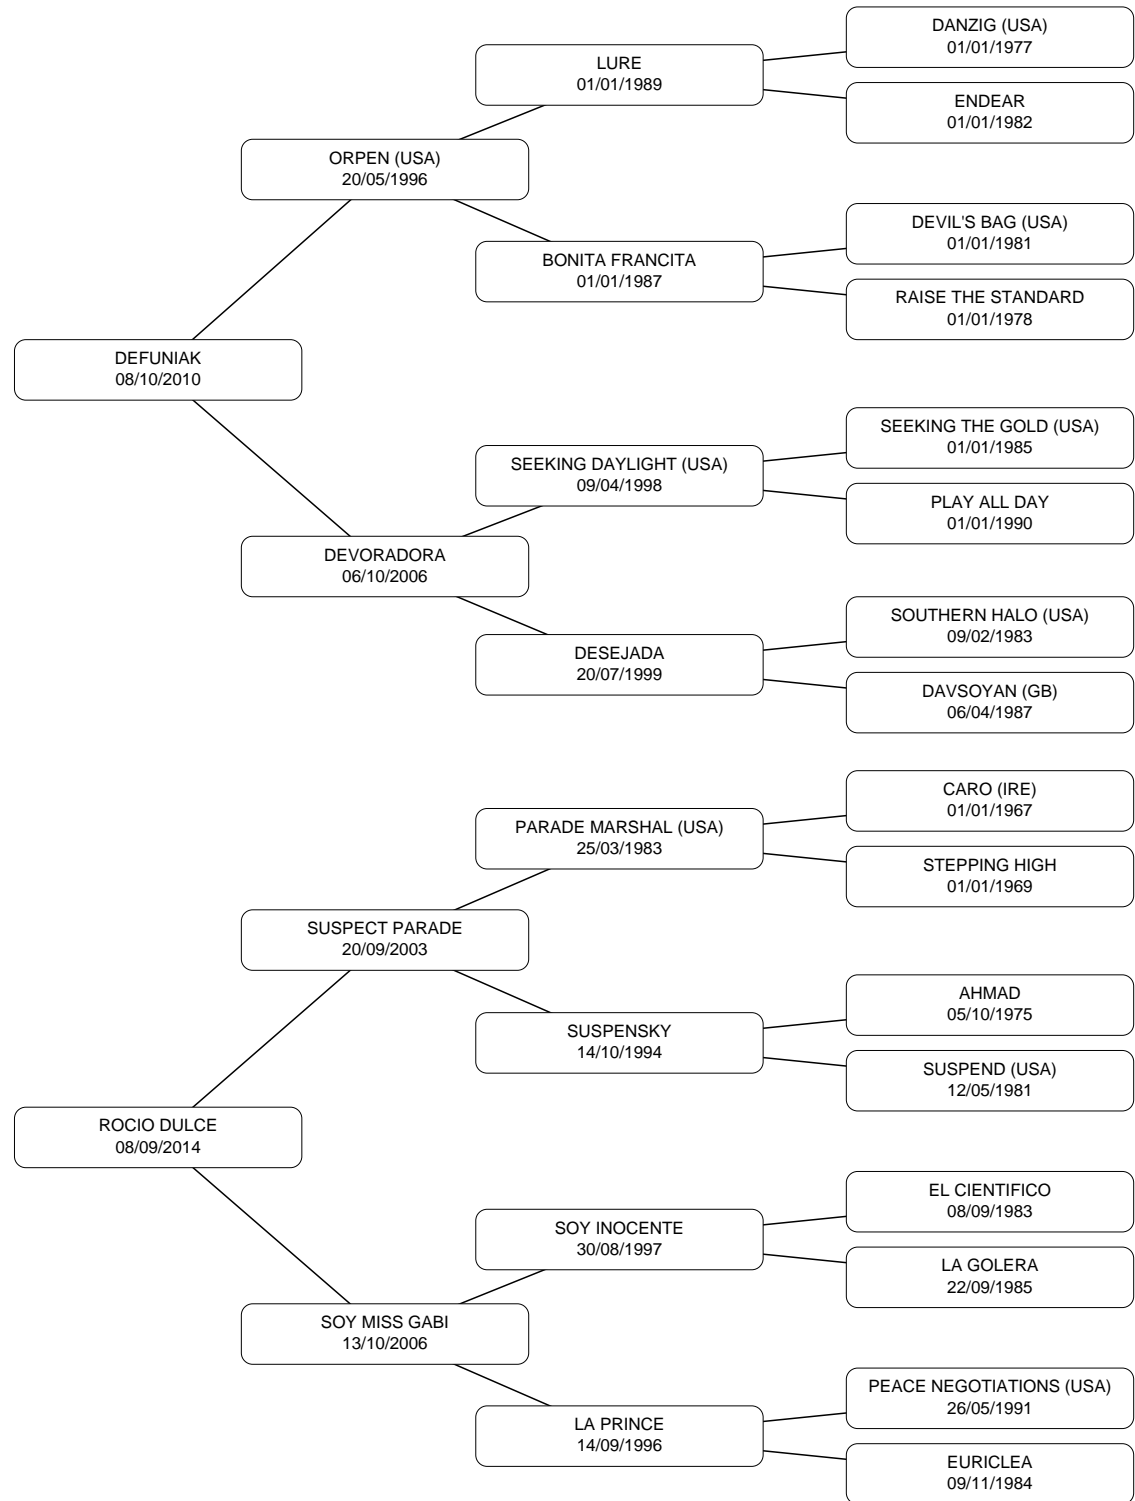 DANZIG (USA)
01/01/1977
LURE
01/01/1989
ENDEAR
01/01/1982
ORPEN (USA)
20/05/1996
DEVIL'S BAG (USA)
01/01/1981
BONITA FRANCITA
01/01/1987
RAISE THE STANDARD
01/01/1978
DEFUNIAK
08/10/2010
SEEKING THE GOLD (USA)
01/01/1985
SEEKING DAYLIGHT (USA)
09/04/1998
PLAY ALL DAY
01/01/1990
DEVORADORA
06/10/2006
SOUTHERN HALO (USA)
09/02/1983
DESEJADA
20/07/1999
DAVSOYAN (GB)
06/04/1987
CARO (IRE)
01/01/1967
PARADE MARSHAL (USA)
25/03/1983
STEPPING HIGH
01/01/1969
SUSPECT PARADE
20/09/2003
AHMAD
05/10/1975
SUSPENSKY
14/10/1994
SUSPEND (USA)
12/05/1981
ROCIO DULCE
08/09/2014
EL CIENTIFICO
08/09/1983
SOY INOCENTE
30/08/1997
LA GOLERA
22/09/1985
SOY MISS GABI
13/10/2006
PEACE NEGOTIATIONS (USA)
26/05/1991
LA PRINCE
14/09/1996
EURICLEA
09/11/1984